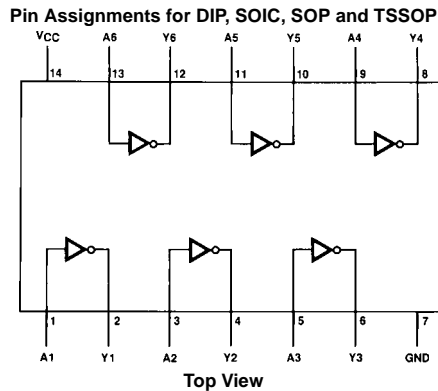 Pin Assignments for DIP, SOIC, SOP and TSSOP
VCC A6 Y6 A5 Y5 A4 Y4
14 13 12 11 10 9 8
1 2 3 4 5 6 7
A1 Y1 A2 Y2 A3 Y3 GND
Top View